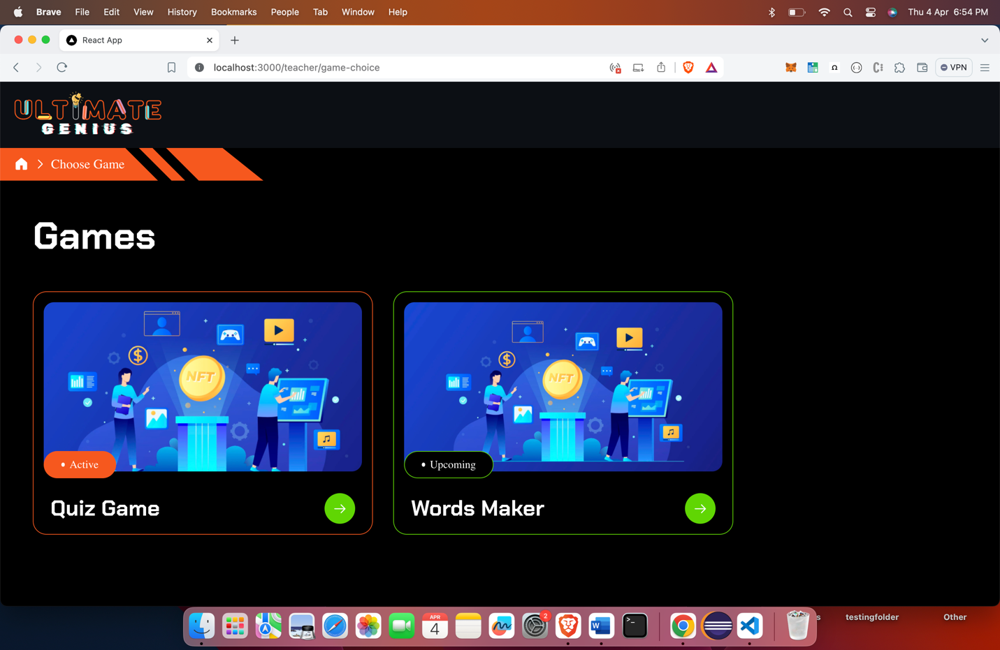 Brave File Edit View History Bookmarks People Tab Window Help Thu 4 Apr 6:54 PM
React App
localhost:3000/teacher/game-choice
VPN
ULTIMATE
GENIUS
Choose Game
Games
NFT
NFT
Active
Upcoming
Quiz Game
Words Maker
APR
4
2
W
>_
s
testingfolder
Other